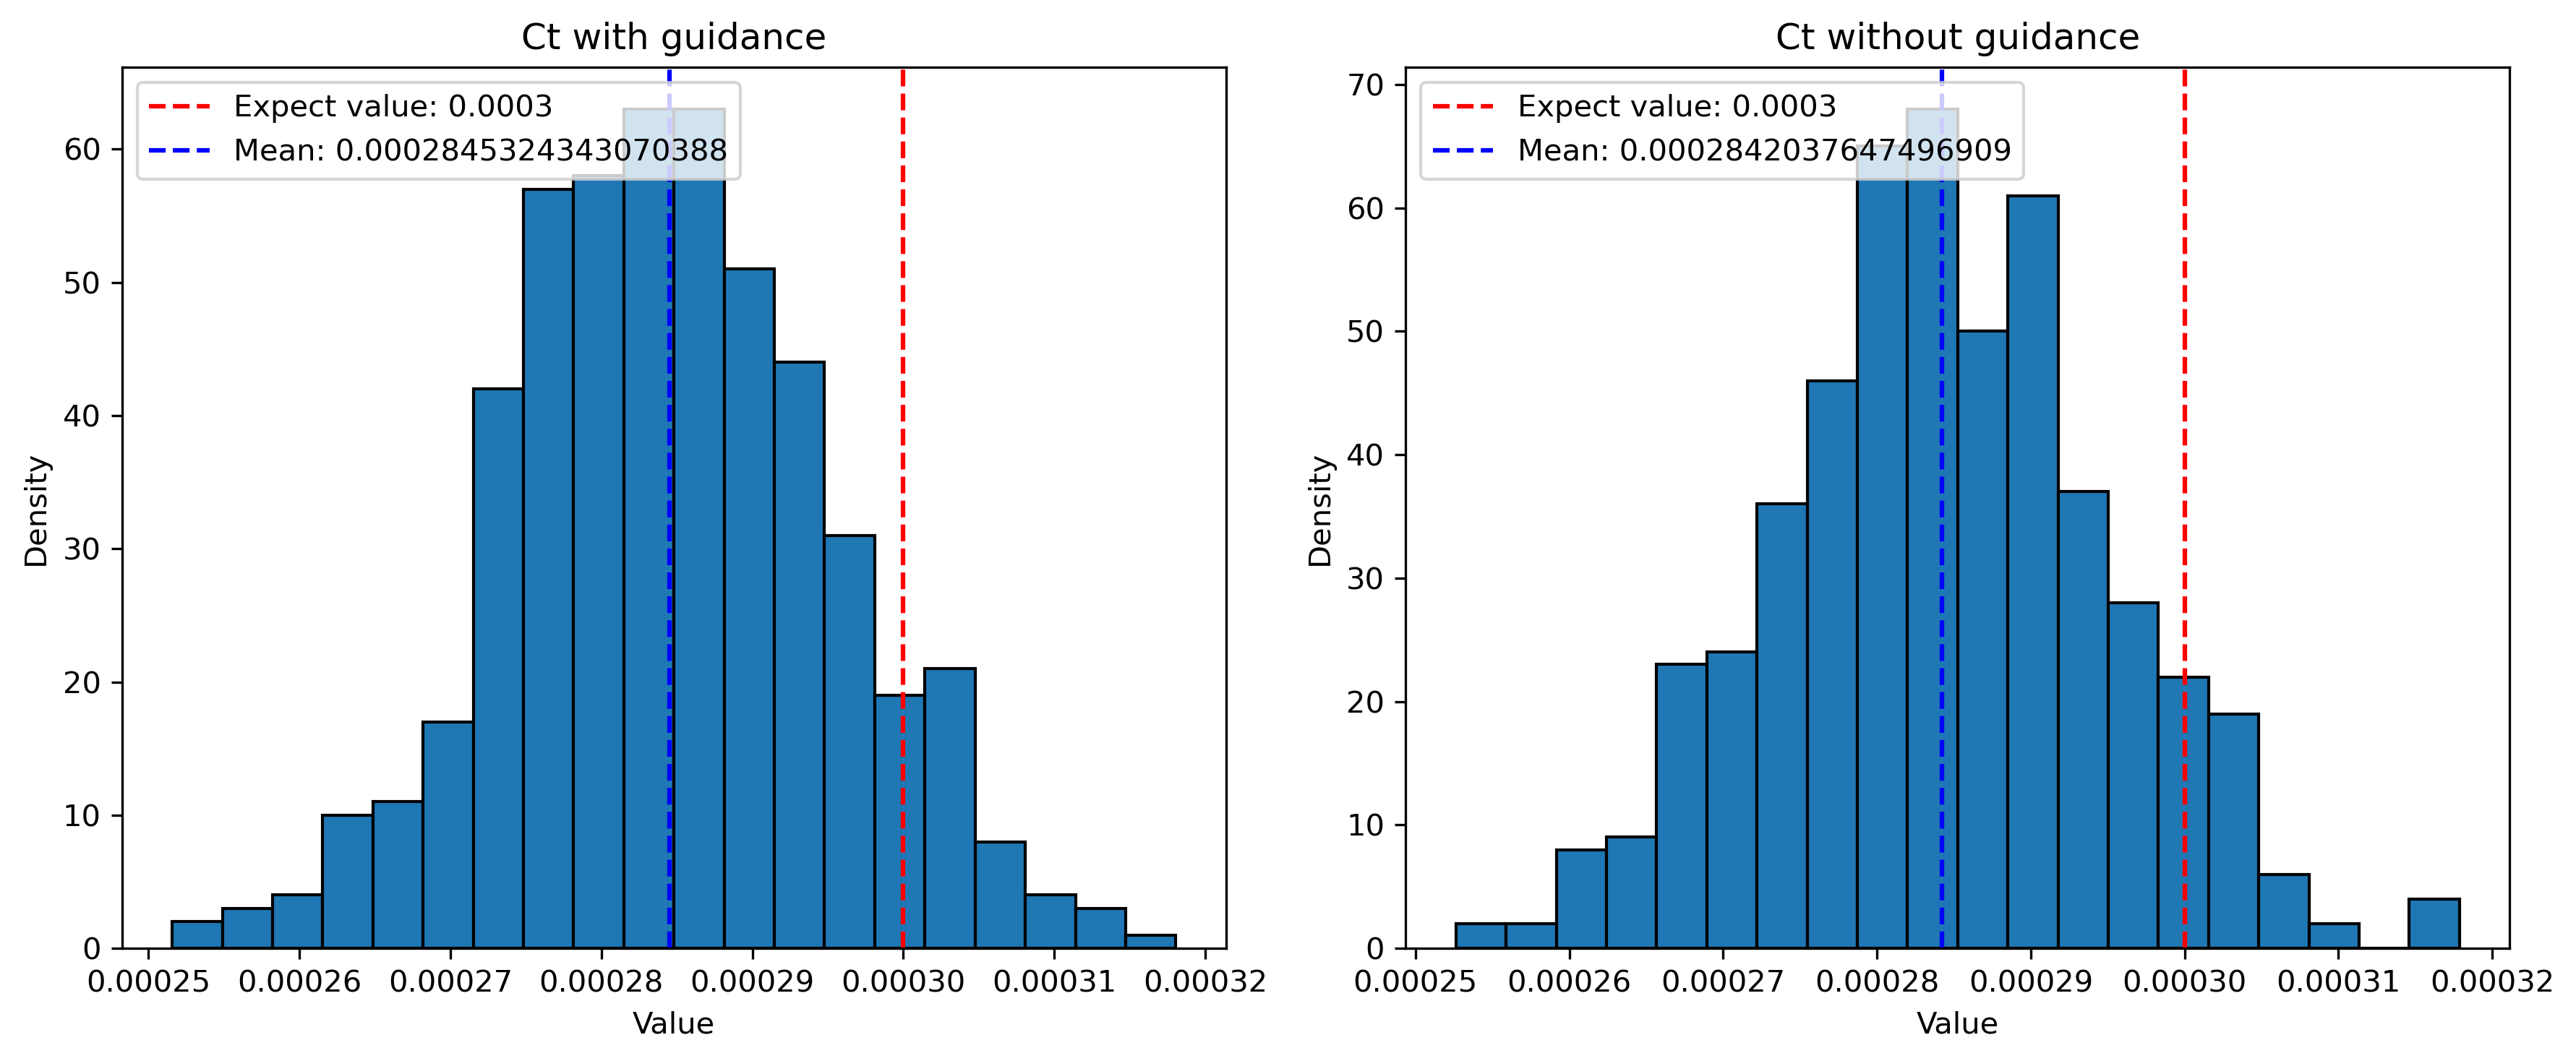 Ct with guidance
Expect value: 0.0003
Mean: 0.0002845324343070388
Density
60
50
40
30
20
10
0
0.00025 0.00026 0.00027 0.00028 0.00029 0.00030 0.00031 0.00032
Value
Ct without guidance
Expect value: 0.0003
Mean: 0.0002842037647496909
Density
70
60
50
40
30
20
10
0
0.00025 0.00026 0.00027 0.00028 0.00029 0.00030 0.00031 0.00032
Value